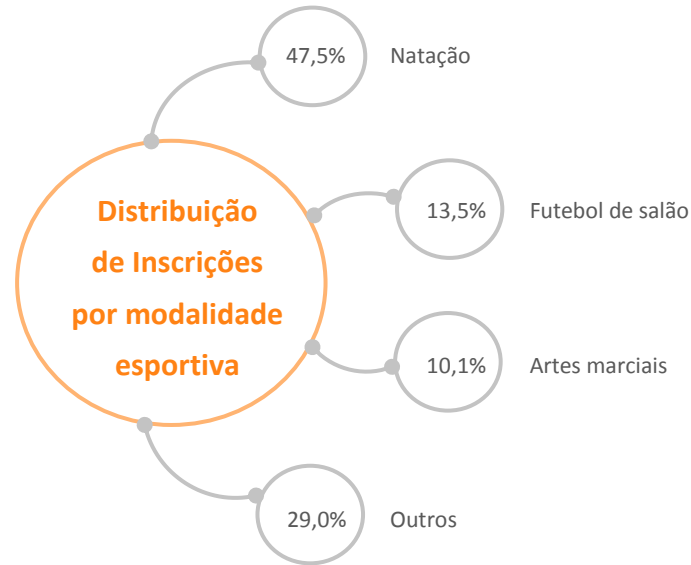 47,5% Natação
Distribuição
de Inscrições
por modalidade
esportiva
13,5% Futebol de salão
10,1% Artes marciais
29,0% Outros